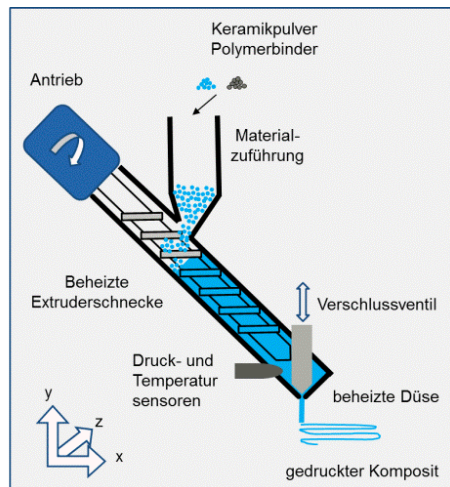 Keramikpulver
Polymerbinder
Antrieb
Material-
zuführung
Beheizte
Extruderschnecke
Verschlussventil
Druck- und
Temperatur
sensoren
beheizte Düse
y
z
x
gedruckter Komposit